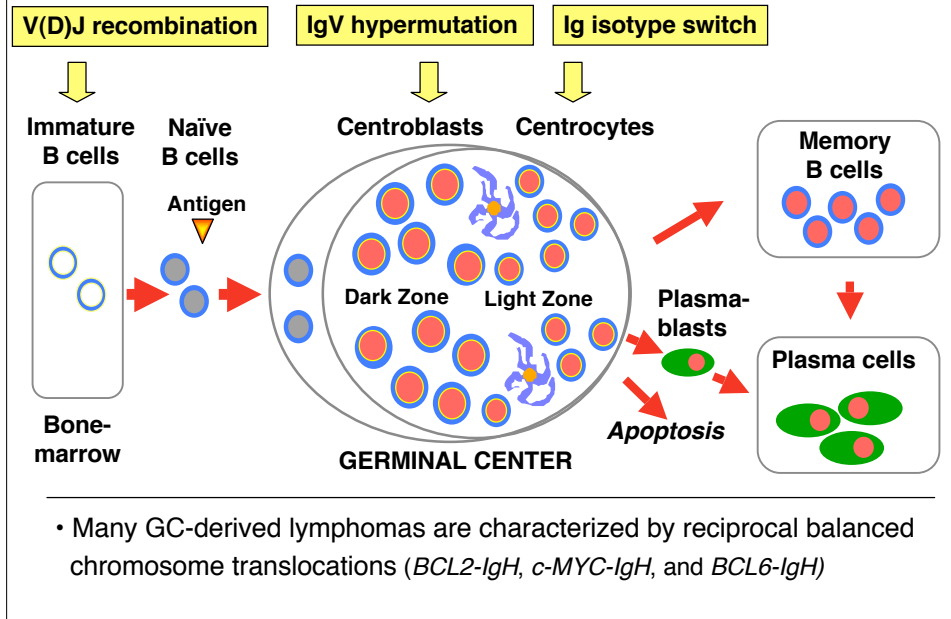 V(D)J recombination
IgV hypermutation
Ig isotype switch
Immature
B cells
Naïve
B cells
Centroblasts
Centrocytes
Memory
B cells
Antigen
Dark Zone
Light Zone
Plasma-
blasts
Plasma cells
Bone-
marrow
Apoptosis
GERMINAL CENTER
• Many GC-derived lymphomas are characterized by reciprocal balanced
chromosome translocations (BCL2-IgH, c-MYC-IgH, and BCL6-IgH)